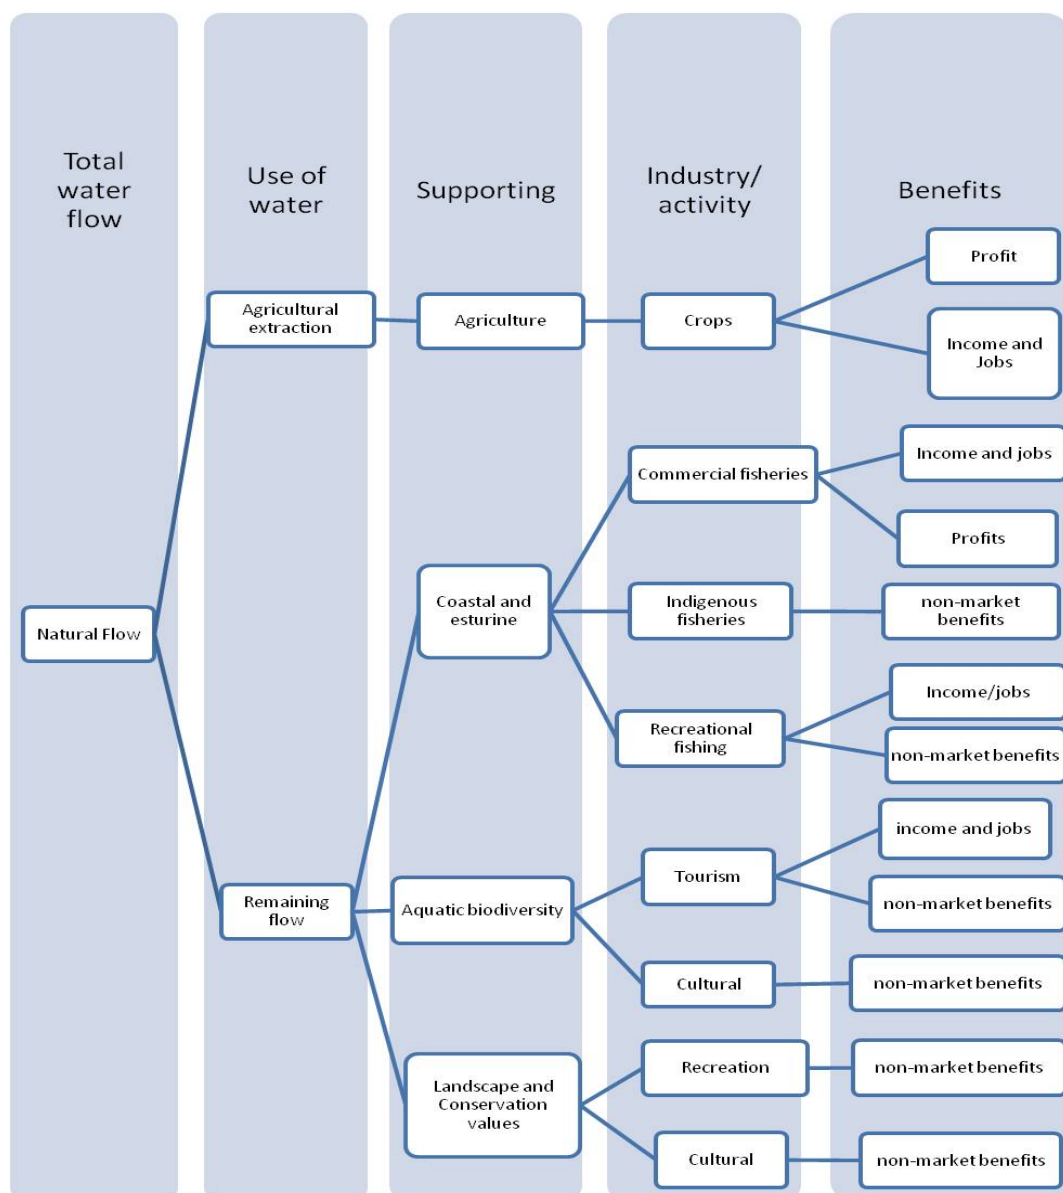 Total
water
flow
Use of
water
Supporting
Industry/
activity
Benefits
Natural Flow
Agricultural
extraction
Remaining
flow
Agriculture
Coastal and
esturine
Aquatic biodiversity
Landscape and
Conservation
values
Crops
Commercial fisheries
Indigenous
fisheries
Recreational
fishing
Tourism
Cultural
Recreation
Cultural
Profit
Income and
Jobs
Income and jobs
Profits
non-market
benefits
Income/jobs
non-market benefits
income and jobs
non-market benefits
non-market benefits
non-market benefits
non-market benefits